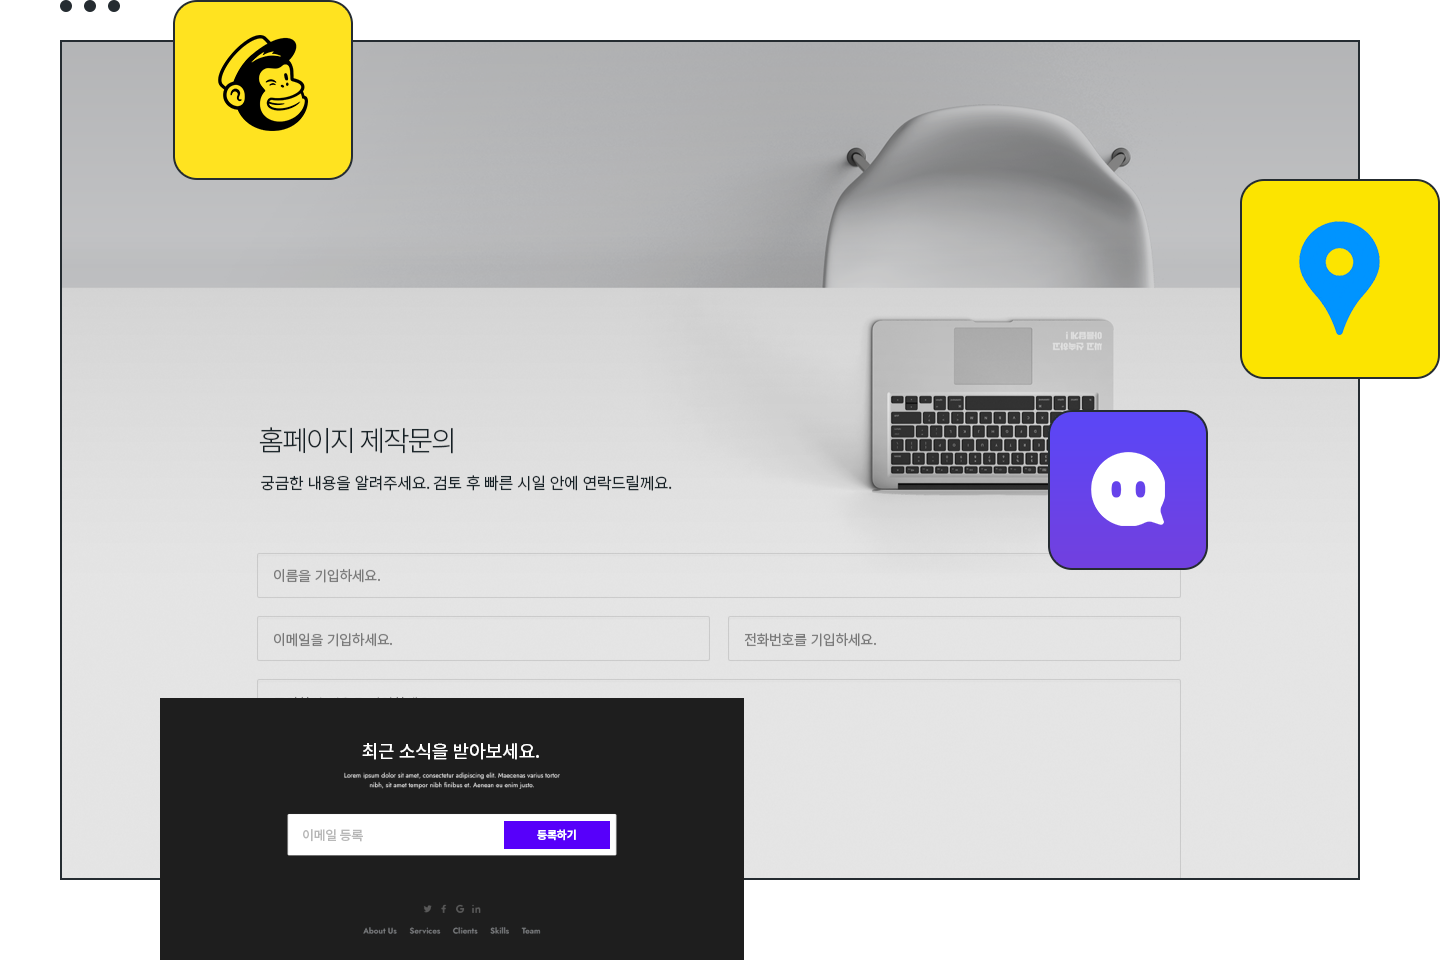 홈페이지 제작문의
궁금한 내용을 알려주세요. 검토 후 빠른 시일 안에 연락드릴께요.
이름을 기입하세요.
이메일을 기입하세요.
전화번호를 기입하세요.
최근 소식을 받아보세요.
Lorem ipsum dolor sit amet, consectetur adipiscing elit. Maecenas varius tortor
nibh, sit amet tempor nibh finibus et. Aenean eu enim justo.
이메일 등록
등록하기
About Us Services Clients Skills Team